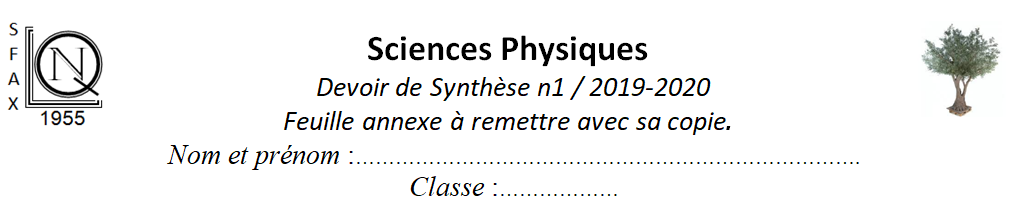 SFAX
1955
Sciences Physiques
Devoir de Synthèse n1 / 2019-2020
Feuille annexe à remettre avec sa copie.
Nom et prénom :............................................................................
Classe :..................